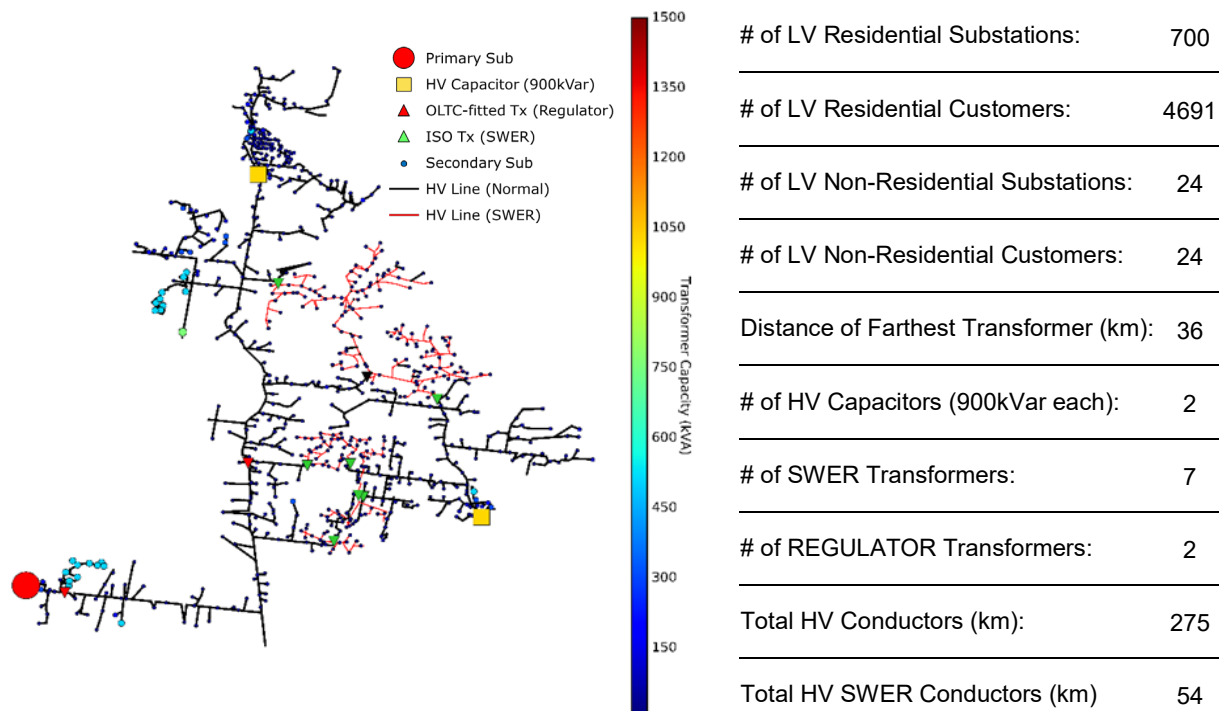 Primary Sub
HV Capacitor (900kVar)
OLTC-fitted Tx (Regulator)
ISO Tx (SWER)
Secondary Sub
HV Line (Normal)
HV Line (SWER)
1500
1350
1200
1050
900
750
600
450
300
150
Transformer Capacity (kVA)
# of LV Residential Substations: 700
# of LV Residential Customers: 4691
# of LV Non-Residential Substations: 24
# of LV Non-Residential Customers: 24
Distance of Farthest Transformer (km): 36
# of HV Capacitors (900kVar each): 2
# of SWER Transformers: 7
# of REGULATOR Transformers: 2
Total HV Conductors (km): 275
Total HV SWER Conductors (km) 54